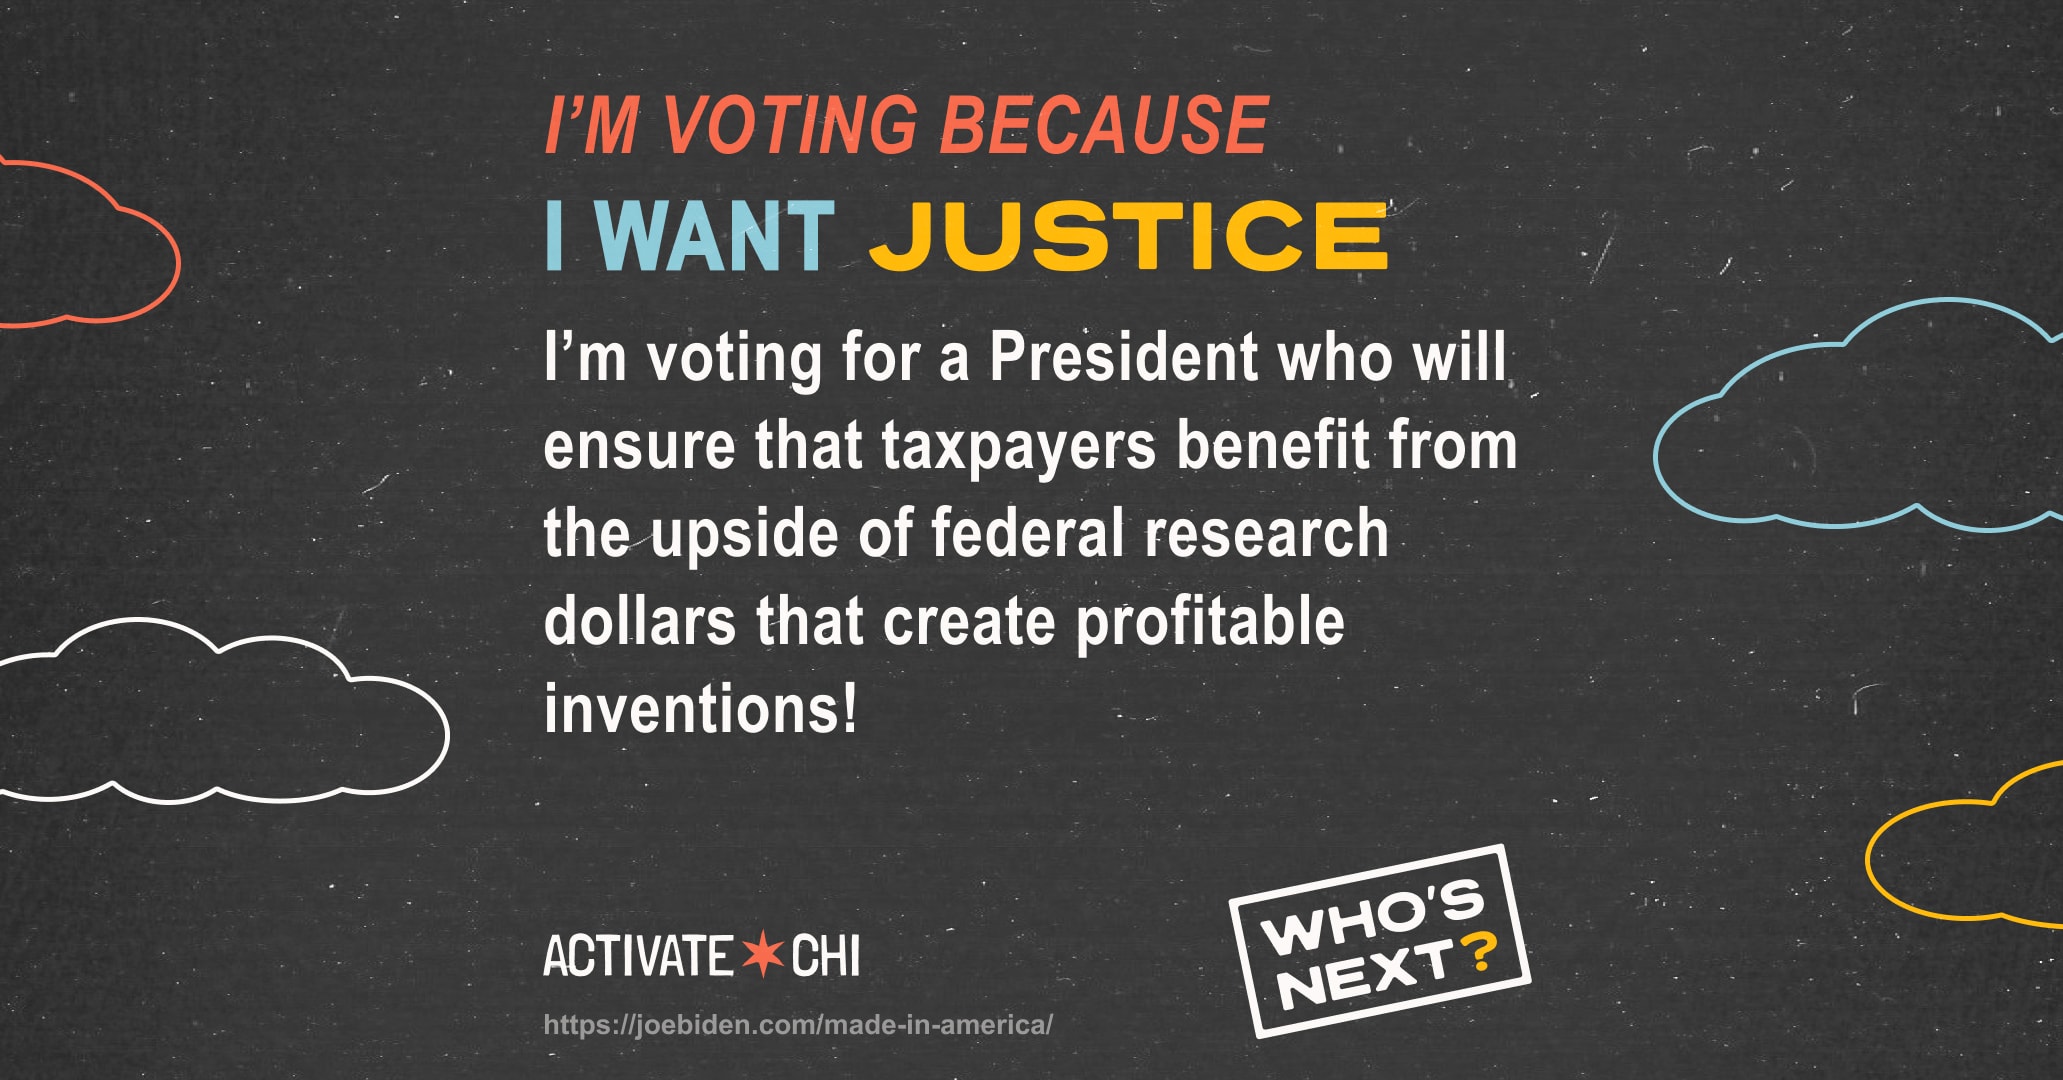 I’M VOTING BECAUSE
I WANT JUSTICE
I’m voting for a President who will
ensure that taxpayers benefit from
the upside of federal research
dollars that create profitable
inventions!
ACTIVATE CHI
https://joebiden.com/made-in-america/
WHO'S
NEXT?